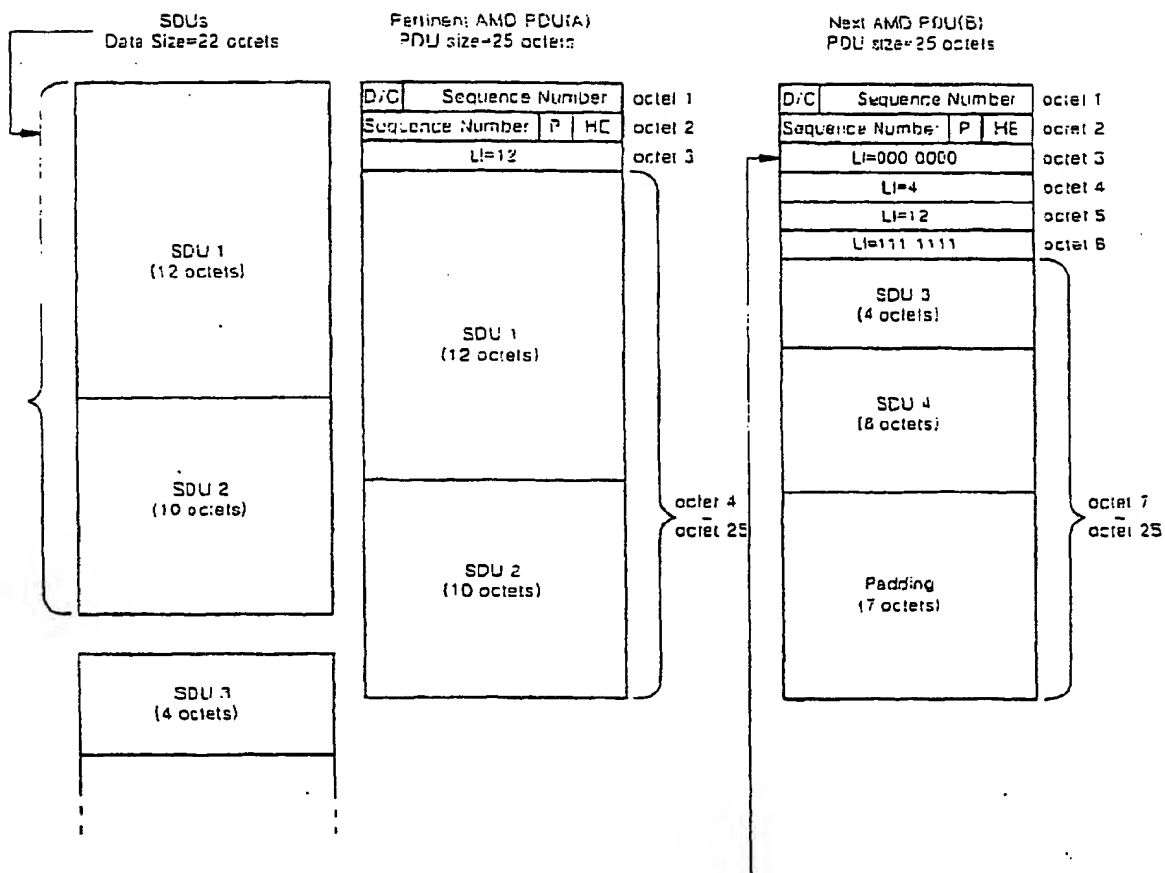 SDUs
Data Size=22 octets
SDU 1
(12 octets)
SDU 2
(10 octets)
SDU 3
(4 octets)
Pertinent AMD PDU(A)
PDU size=25 octets
D/C Sequence Number octet 1
Sequence Number P HE octet 2
LI=12 octet 3
SDU 1
(12 octets)
SDU 2
(10 octets)
octet 4
–
octet 25
Next AMD PDU(B)
PDU size=25 octets
D/C Sequence Number octet 1
Sequence Number P HE octet 2
LI=000 0000 octet 3
LI=4 octet 4
LI=12 octet 5
LI=111 1111 octet 6
SDU 3
(4 octets)
SDU 4
(8 octets)
Padding
(7 octets)
octet 7
–
octet 25